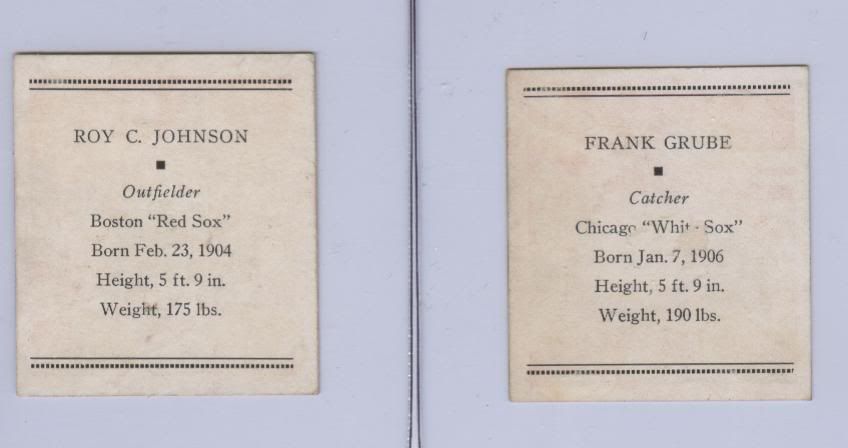 ROY C. JOHNSON
Outfielder
Boston “Red Sox”
Born Feb. 23, 1904
Height, 5 ft. 9 in.
Weight, 175 lbs.
FRANK GRUBE
Catcher
Chicago “Whit Sox”
Born Jan. 7, 1906
Height, 5 ft. 9 in.
Weight, 190 lbs.